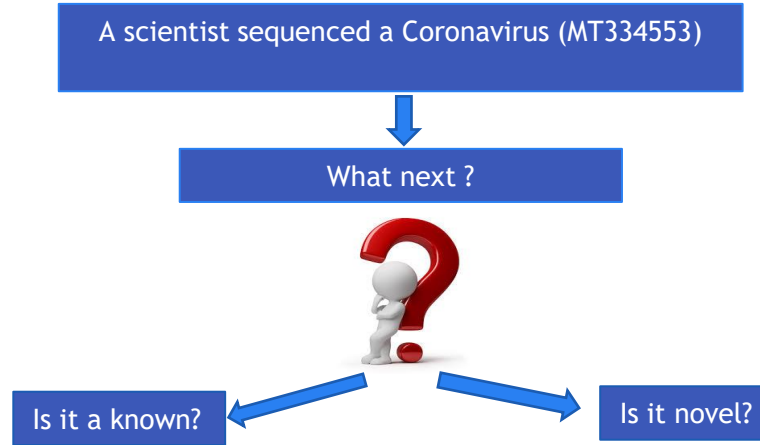 A scientist sequenced a Coronavirus (MT334553)
What next ?
Is it a known?
Is it novel?